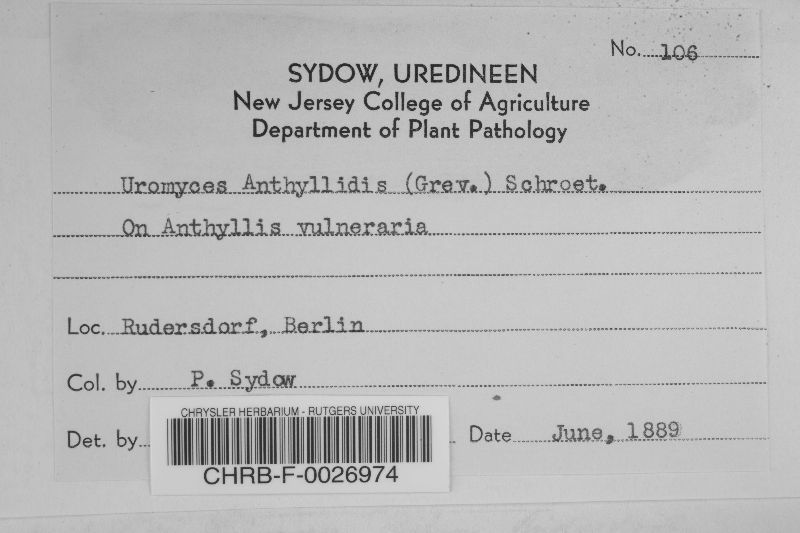 No. 106
SYDOW, UREDINEEN
New Jersey College of Agriculture
Department of Plant Pathology
Uromyces Anthyllidis (Grev.) Schroet.
On Anthyllis vulneraria
Loc. Rudersdorf, Berlin
Col. by P. Sydow
CHRYSLER HERBARIUM - RUTGERS UNIVERSITY
Det. by
Date June, 1889
CHRB-F-0026974